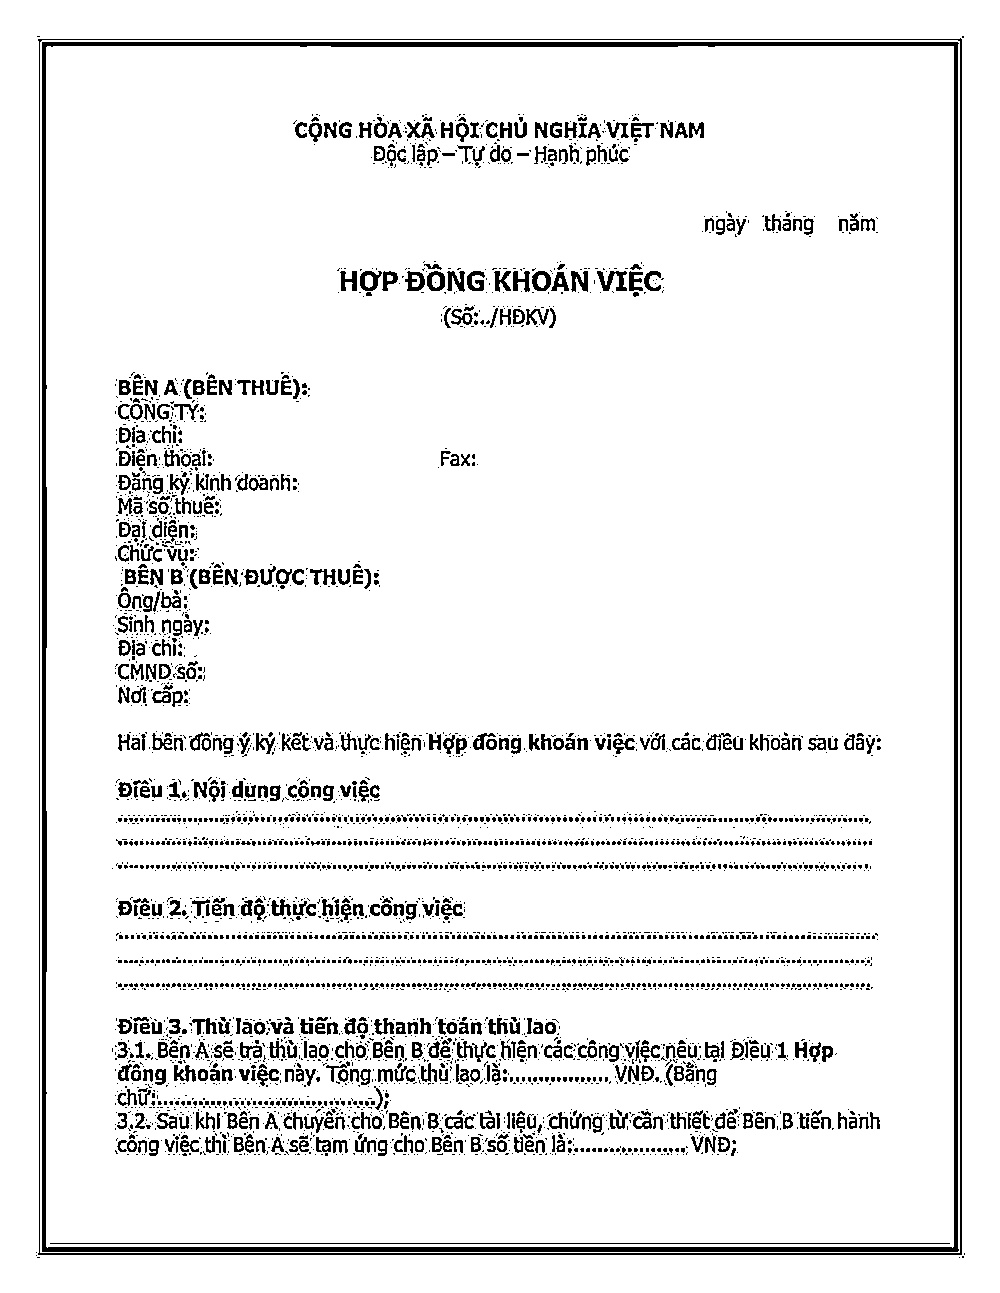 CỘNG HÒA XÃ HỘI CHỦ NGHĨA VIỆT NAM
Độc lập – Tự do – Hạnh phúc
ngày tháng năm
HỢP ĐỒNG KHOÁN VIỆC
(Số:../HĐKV)
BÊN A (BÊN THUÊ):
CÔNG TY:
Địa chỉ:
Điện thoại: Fax:
Đăng ký kinh doanh:
Mã số thuế:
Đại diện:
Chức vụ:
BÊN B (BÊN ĐƯỢC THUÊ):
Ông/bà:
Sinh ngày:
Địa chỉ:
CMND số:
Nơi cấp:
Hai bên đồng ý ký kết và thực hiện Hợp đồng khoán việc với các điều khoản sau đây:
Điều 1. Nội dung công việc
Điều 2. Tiến độ thực hiện công việc
Điều 3. Thù lao và tiến độ thanh toán thù lao
3.1. Bên A sẽ trả thù lao cho Bên B để thực hiện các công việc nêu tại Điều 1 Hợp
đồng khoán việc này. Tổng mức thù lao là:................. VNĐ. (Bằng
chữ:....................................);
3.2. Sau khi Bên A chuyển cho Bên B các tài liệu, chứng từ cần thiết để Bên B tiến hành
công việc thì Bên A sẽ tạm ứng cho Bên B số tiền là:................... VNĐ;